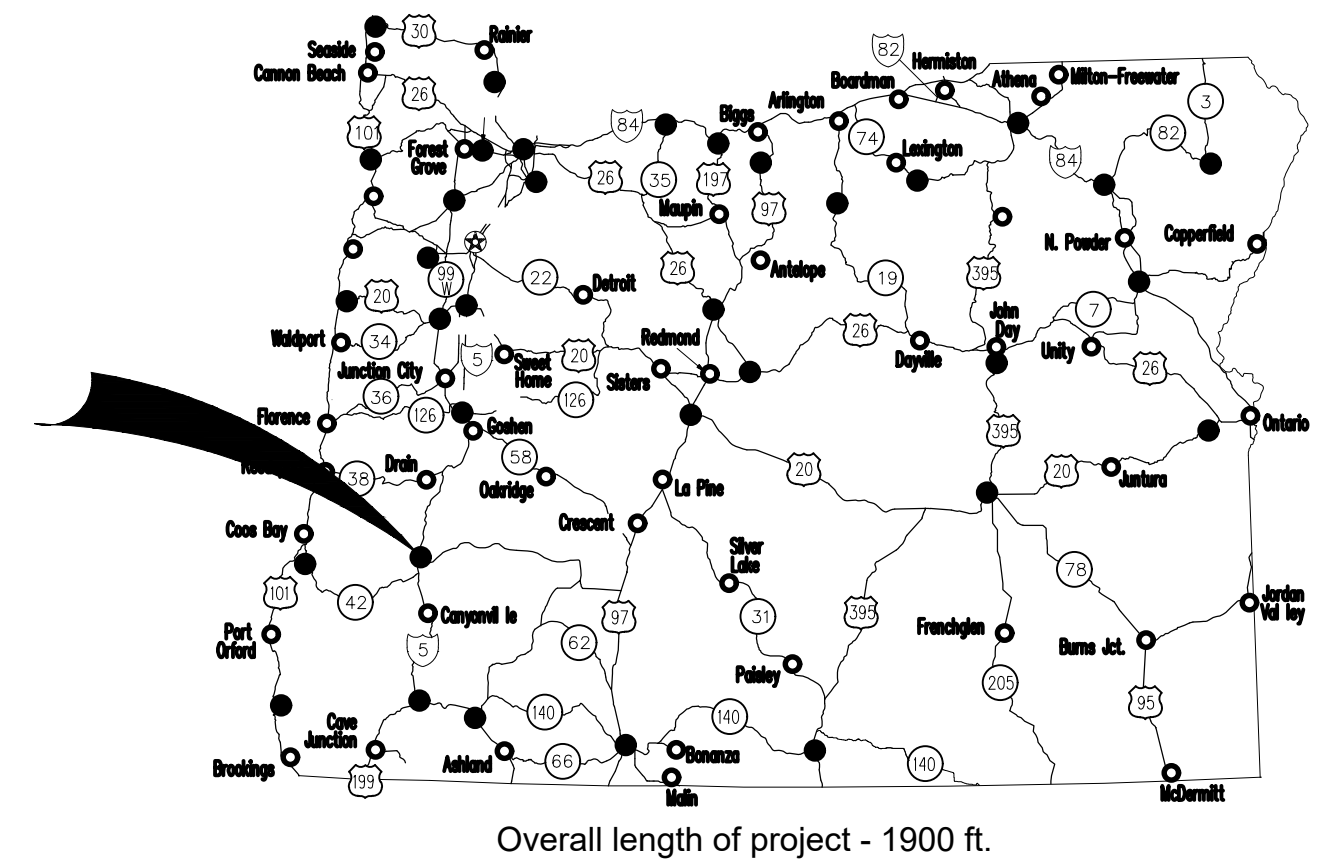 30
Rainier
Seaside
Cannon Beach
26
101
Forest
Grove
82
Hermiston
Boardman
Athena
Milton-Freewater
Arlington
Biggs
84
74
Lexington
3
82
84
26
35
197
Maupin
97
N. Powder
Copperfield
99
W
22
Detroit
26
Antelope
19
395
20
Waldport
34
Junction City
5
Sweet
Home
20
Redmond
Sisters
26
Dayville
John
Day
7
Unity
26
36
126
126
Florence
Goshen
58
395
Ontario
38
Drain
Oakridge
La Pine
20
20
Juntura
Coos Bay
Crescent
Silver
Lake
78
101
42
Canyonvil le
97
31
395
Jordan
Val ley
Port
Orford
5
62
Frenchglen
Burns Jct.
Paisley
205
95
Cave
Junction
140
140
Brookings
199
Ashland
66
Bonanza
140
Malin
McDermitt
Overall length of project - 1900 ft.